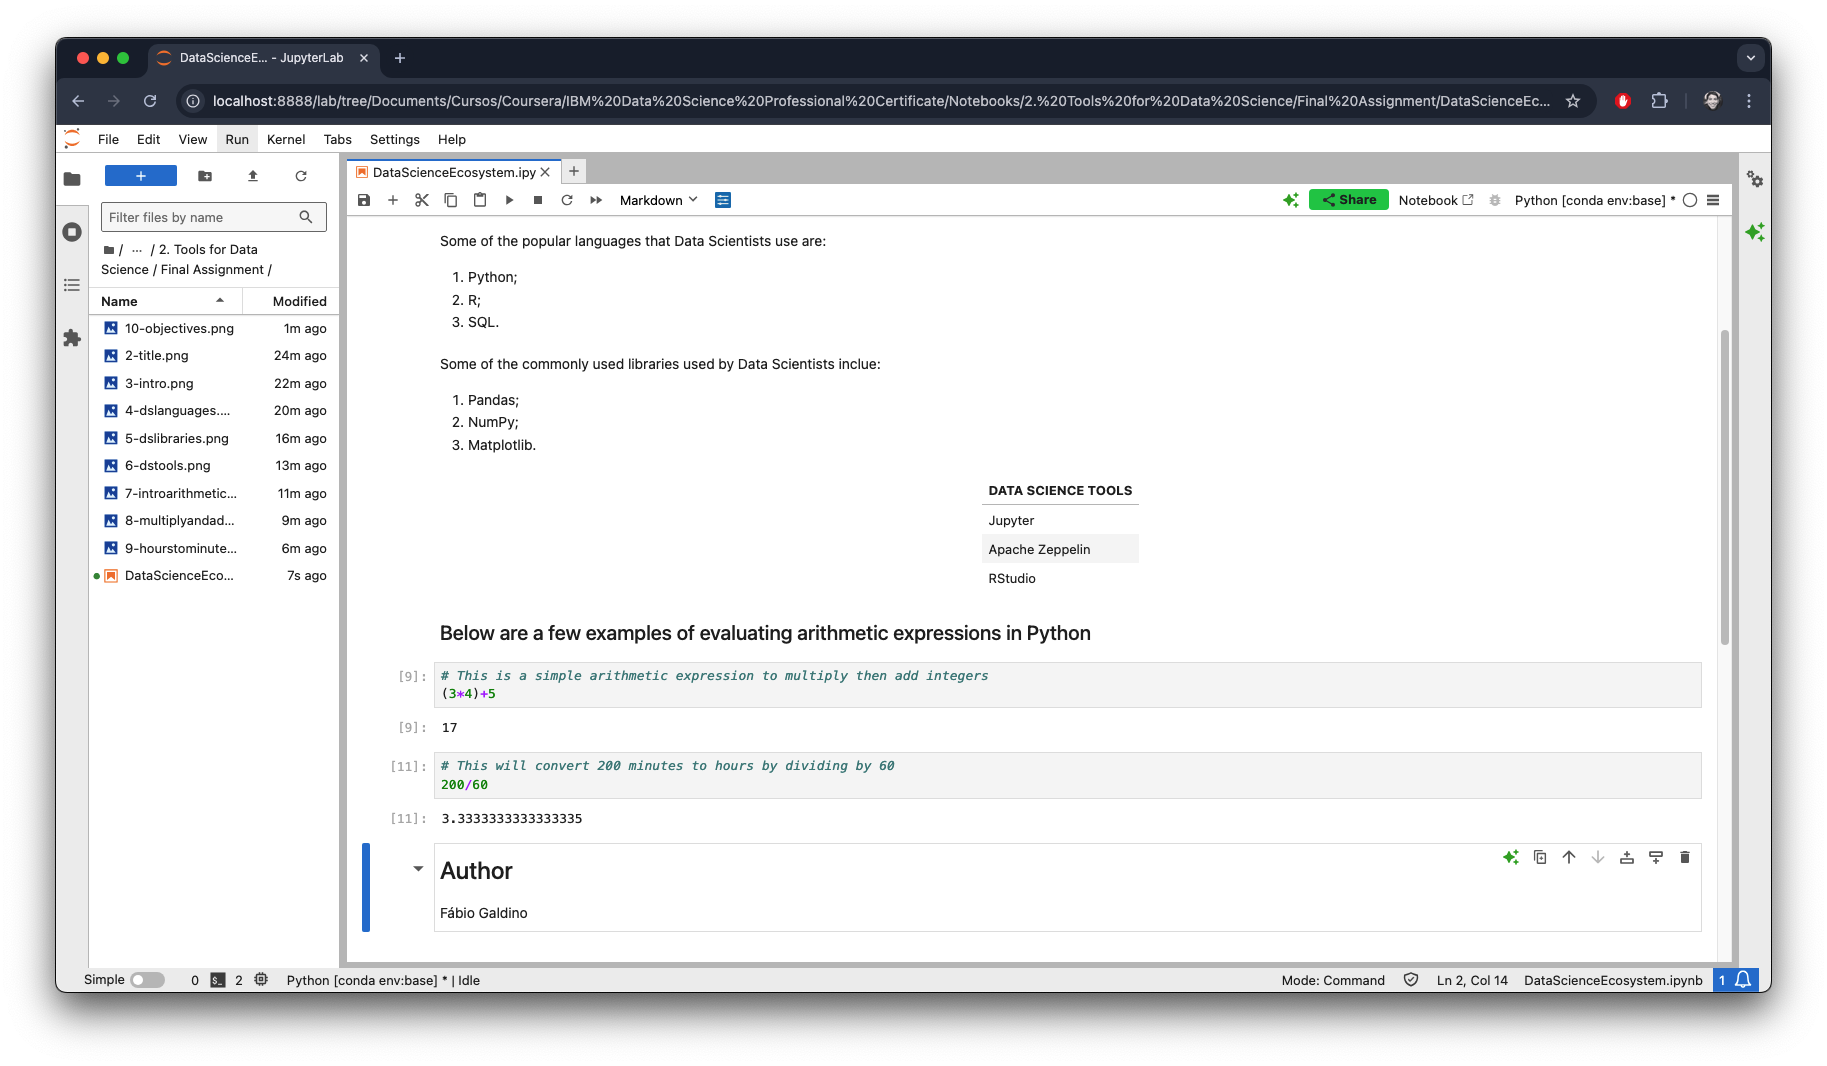 DataScienceE... - JupyterLab
localhost:8888/lab/tree/Documents/Cursos/Coursera/IBM%20Data%20Science%20Professional%20Certificate/Notebooks/2.%20Tools%20for%20Data%20Science/Final%20Assignment/DataScienceEc...
File Edit View Run Kernel Tabs Settings Help
DataScienceEcosystem.ipy
Markdown
Share
Notebook
Python [conda env:base] *
Filter files by name
/ ... / 2. Tools for Data
Science / Final Assignment /
Name Modified
10-objectives.png 1m ago
2-title.png 24m ago
3-intro.png 22m ago
4-dslanguages.... 20m ago
5-dslibraries.png 16m ago
6-dstools.png 13m ago
7-introarithmetic... 11m ago
8-multiplyandad... 9m ago
9-hourstominute... 6m ago
DataScienceEco... 7s ago
Some of the popular languages that Data Scientists use are:
1. Python;
2. R;
3. SQL.
Some of the commonly used libraries used by Data Scientists inclue:
1. Pandas;
2. NumPy;
3. Matplotlib.
DATA SCIENCE TOOLS
Jupyter
Apache Zeppelin
RStudio
Below are a few examples of evaluating arithmetic expressions in Python
[9]: # This is a simple arithmetic expression to multiply then add integers
(3*4)+5
[9]: 17
[11]: # This will convert 200 minutes to hours by dividing by 60
200/60
[11]: 3.3333333333333335
Author
Fábio Galdino
Simple 0 $_ 2 Python [conda env:base] * | Idle
Mode: Command Ln 2, Col 14 DataScienceEcosystem.ipynb 1